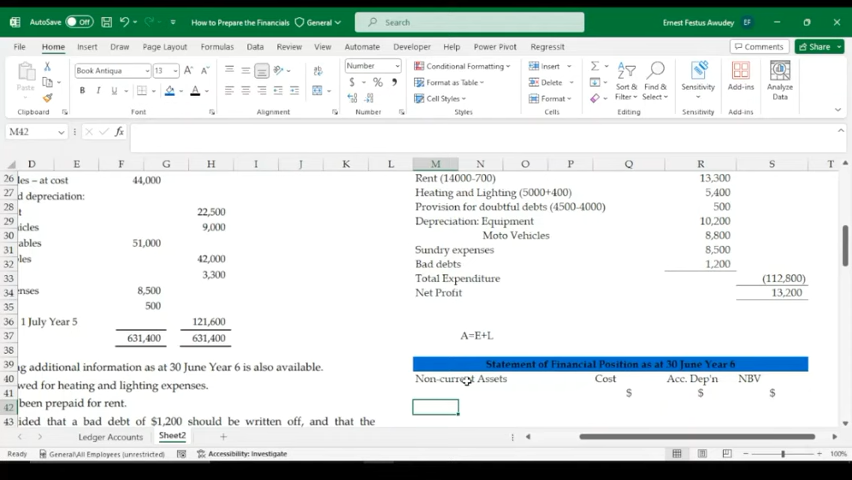 AutoSave Off How to Prepare the Financials General Search Ernest Festus Awudey EF
File Home Insert Draw Page Layout Formulas Data Review View Automate Developer Help Power Pivot Regressit Comments Share
Paste Book Antiqua 13 Number Conditional Formatting Format as Table Cell Styles Insert Delete Format Sort & Filter Find & Select Sensitivity Add-ins Analyze Data
Clipboard Font Alignment Number Styles Cells Editing Sensitivity Add-ins
M42 fx
D E F G H I J K L M N O P Q R S T
26 les – at cost 44,000 Rent (14000-700) 13,300
27 d depreciation: Heating and Lighting (5000+400) 5,400
28 t 22,500 Provision for doubtful debts (4500-4000) 500
29 icles 9,000 Depreciation: Equipment 10,200
30 Moto Vehicles 8,800
31 ables 51,000 Sundry expenses 8,500
32 les 42,000 Bad debts 1,200
33 3,300 Total Expenditure (112,800)
34 enses 8,500 Net Profit 13,200
35 500
36 1 July Year 5 121,600
37 631,400 631,400 A=E+L
38
39 ng additional information as at 30 June Year 6 is also available. Statement of Financial Position as at 30 June Year 6
40 wed for heating and lighting expenses. Non-current Assets Cost Acc. Dep'n NBV
41 been prepaid for rent. $ $ $
42
43 ided that a bad debt of $1,200 should be written off, and that the
Ledger Accounts Sheet2
Ready General\All Employees (unrestricted) Accessibility: Investigate 100%